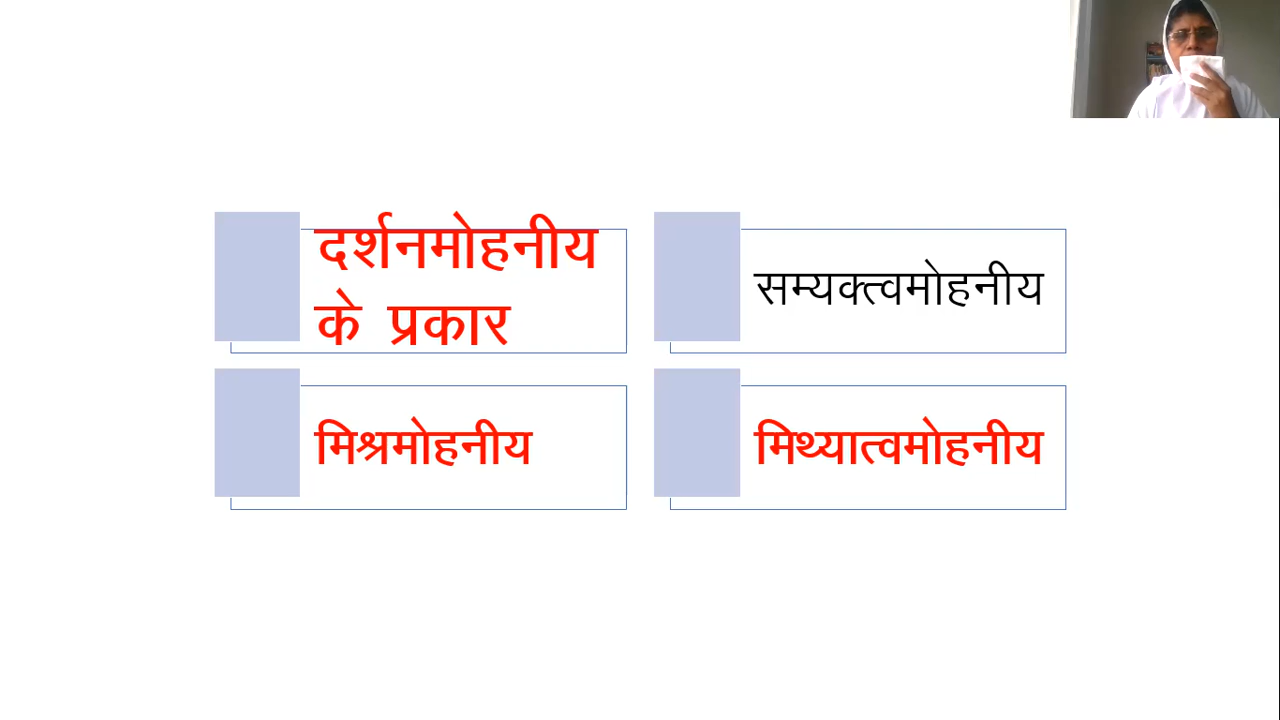 दर्शनमोहनीय
के प्रकार
सम्यक्त्वमोहनीय
मिश्रमोहनीय
मिथ्यात्वमोहनीय